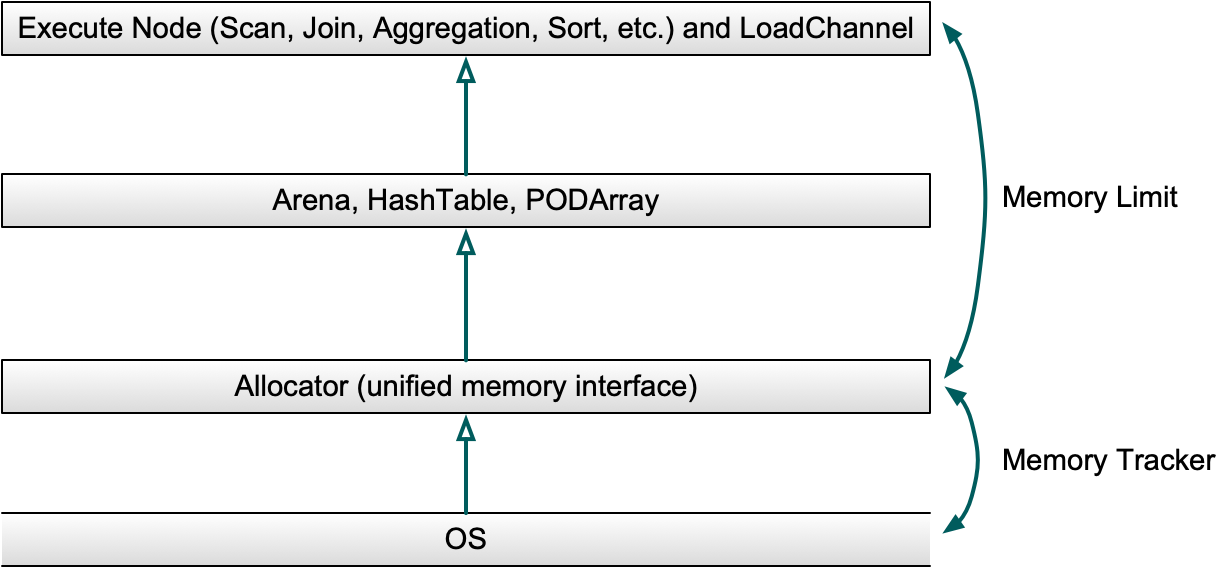 Execute Node (Scan, Join, Aggregation, Sort, etc.) and LoadChannel
Arena, HashTable, PODArray
Memory Limit
Allocator (unified memory interface)
Memory Tracker
OS